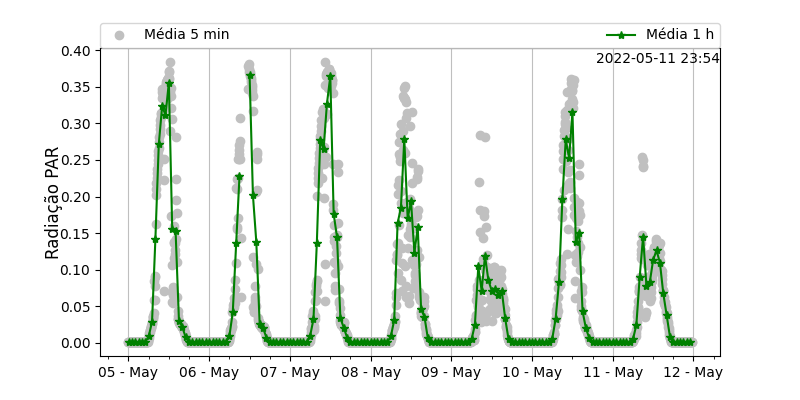 Média 5 min
Média 1 h
2022-05-11 23:54
Radiação PAR
0.40
0.35
0.30
0.25
0.20
0.15
0.10
0.05
0.00
05 - May
06 - May
07 - May
08 - May
09 - May
10 - May
11 - May
12 - May